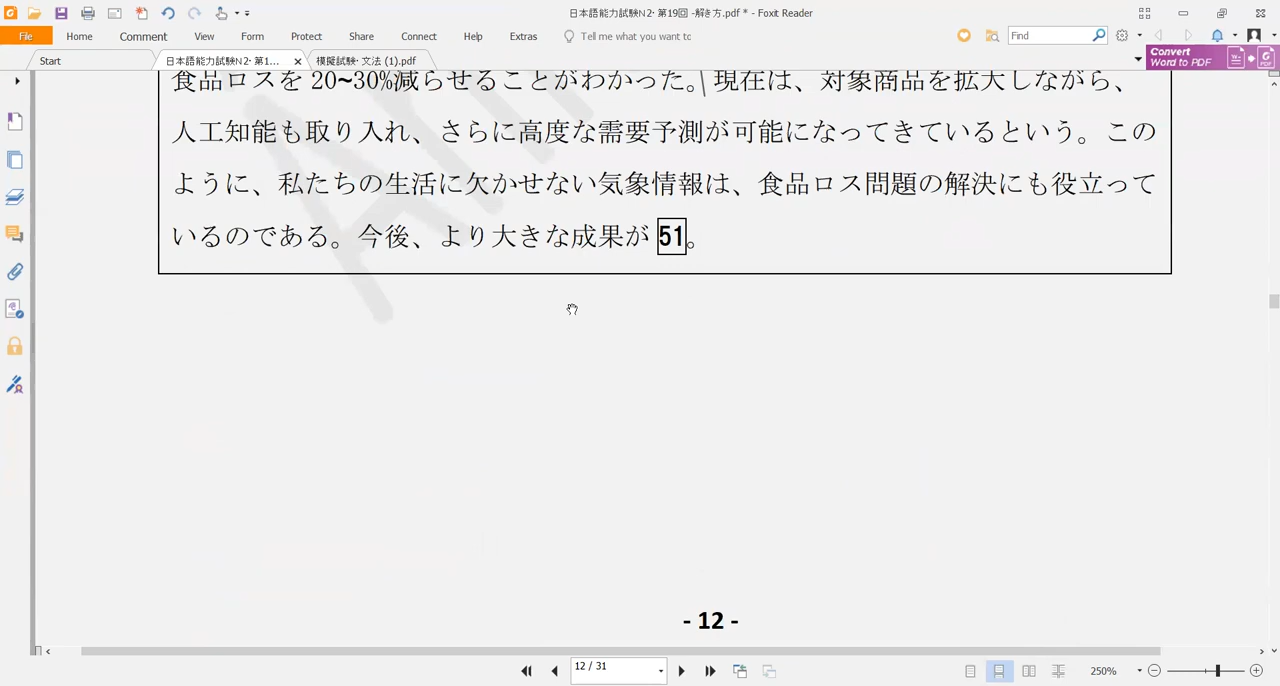 日本語能力試験N2· 第19回 -解き方.pdf * - Foxit Reader
File Home Comment View Form Protect Share Connect Help Extras Tell me what you want to Find
Start 日本語能力試験N2· 第1... 模擬試験· 文法 (1).pdf
Convert
Word to PDF
食品ロスを 20~30%減らせることがわかった。現在は、対象商品を拡大しながら、
人工知能も取り入れ、さらに高度な需要予測が可能になってきているという。この
ように、私たちの生活に欠かせない気象情報は、食品ロス問題の解決にも役立って
いるのである。今後、より大きな成果が 51。
- 12 -
12 / 31 250%